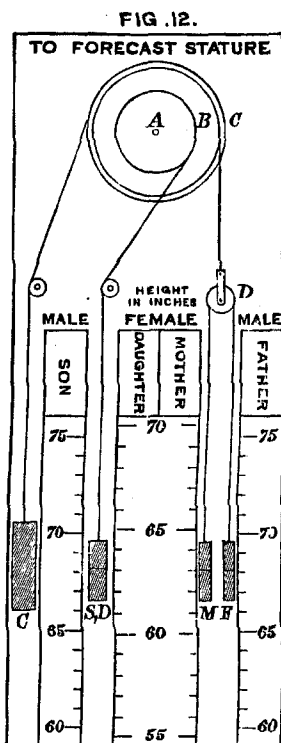 FIG.12.
TO FORECAST STATURE
A B C
D
HEIGHT
IN INCHES
MALE FEMALE MALE
SON DAUGHTER MOTHER FATHER
75 70 75
70 65 70
C S,D M F
65 60 65
60 55 60